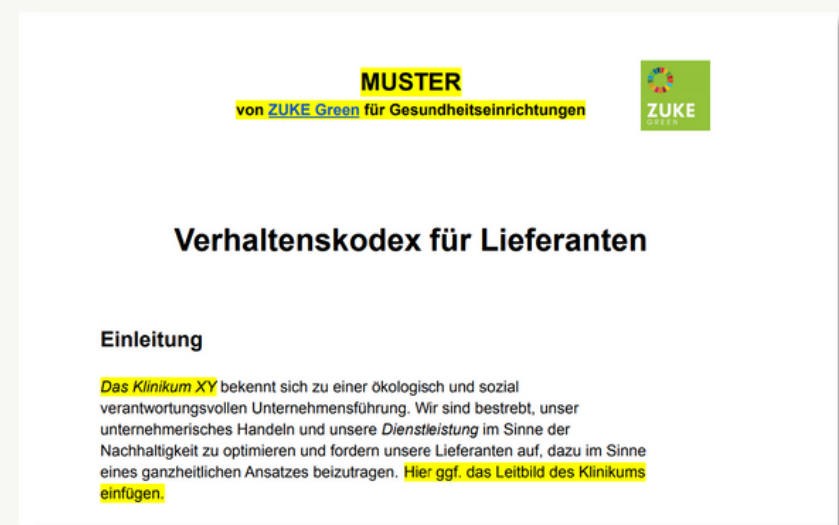 MUSTER
von ZUKE Green für Gesundheitseinrichtungen
ZUKE
GREEN
Verhaltenskodex für Lieferanten
Einleitung
Das Klinikum XY bekennt sich zu einer ökologisch und sozial
verantwortungsvollen Unternehmensführung. Wir sind bestrebt, unser
unternehmerisches Handeln und unsere Dienstleistung im Sinne der
Nachhaltigkeit zu optimieren und fordern unsere Lieferanten auf, dazu im Sinne
eines ganzheitlichen Ansatzes beizutragen. Hier ggf. das Leitbild des Klinikums
einfügen.